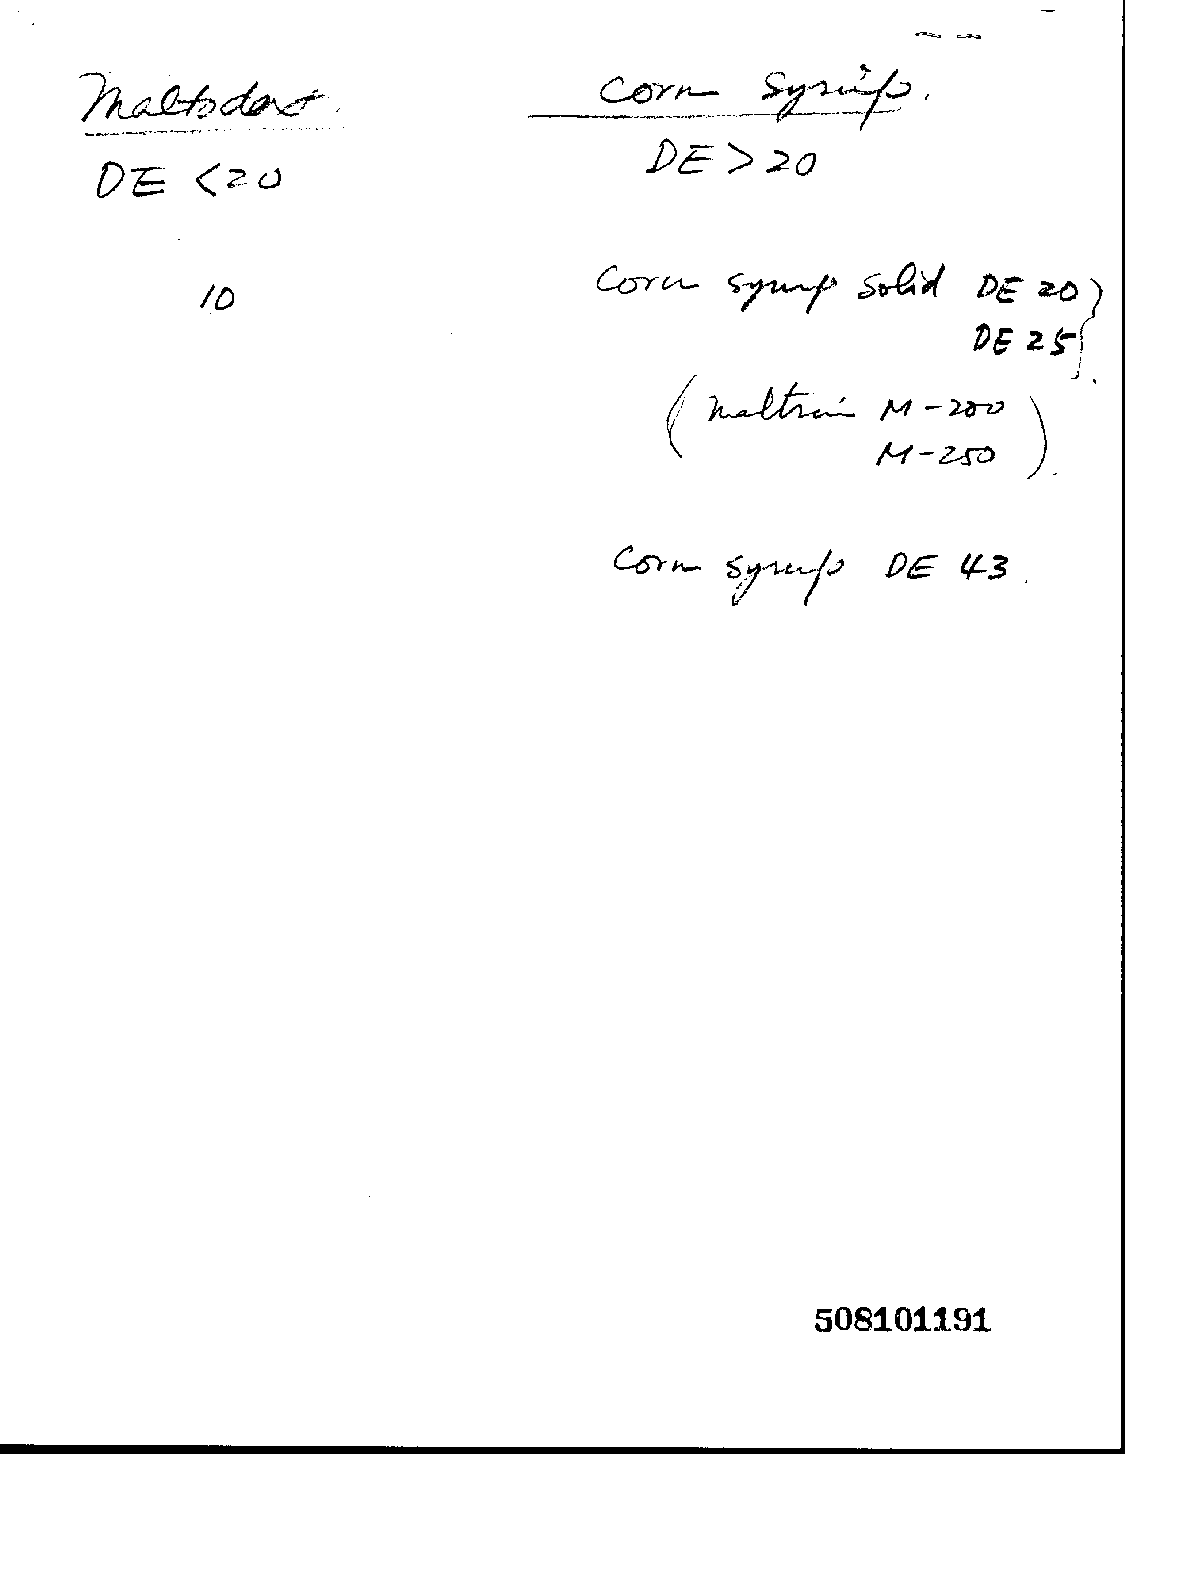 Maltodext.
DE <20
10
Corn Syrup.
DE > 20
Corn syrup solid DE 20
DE 25
(Maltrin M-200
M-250)
Corn syrup DE 43.
508101191